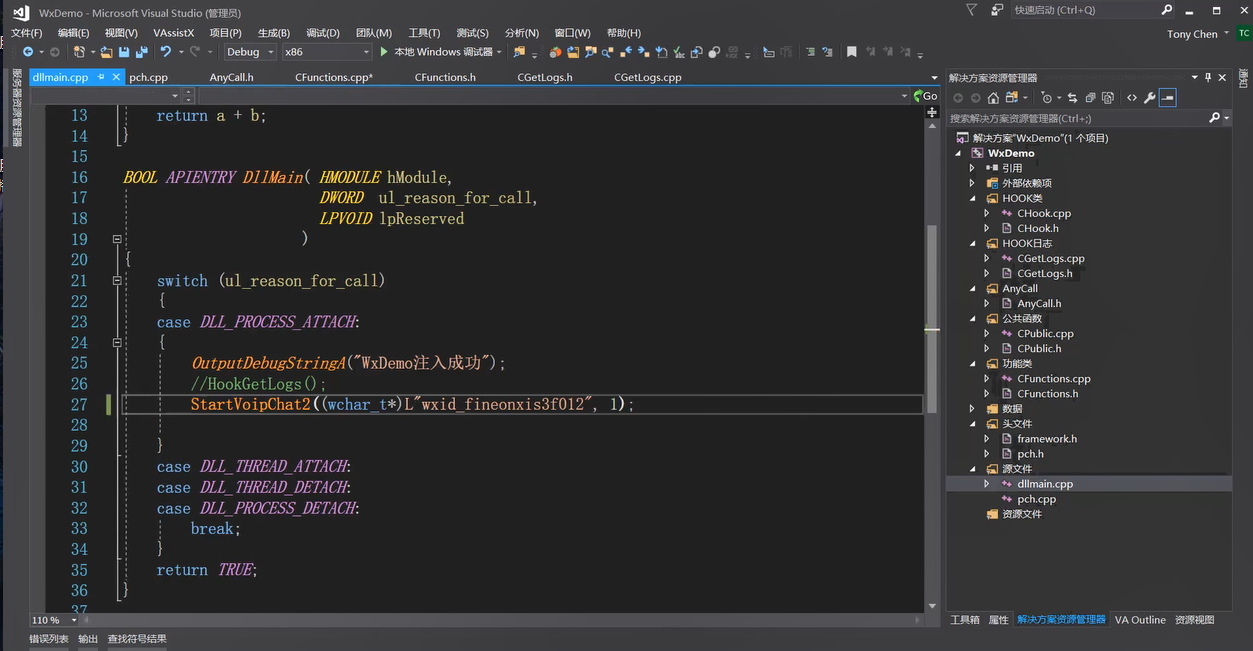 WxDemo - Microsoft Visual Studio (管理员)
快速启动 (Ctrl+Q)
文件(F) 编辑(E) 视图(V) VAssistX 项目(P) 生成(B) 调试(D) 团队(M) 工具(T) 测试(S) 分析(N) 窗口(W) 帮助(H)
Tony Chen TC
Debug x86 本地 Windows 调试器
服务器资源管理器
dllmain.cpp pch.cpp AnyCall.h CFunctions.cpp* CFunctions.h CGetLogs.h CGetLogs.cpp
Go
13 return a + b;
14 }
15
16 BOOL APIENTRY DllMain( HMODULE hModule,
17 DWORD ul_reason_for_call,
18 LPVOID lpReserved
19 )
20 {
21 switch (ul_reason_for_call)
22 {
23 case DLL_PROCESS_ATTACH:
24 {
25 OutputDebugStringA("WxDemo注入成功");
26 //HookGetLogs();
27 StartVoipChat2((wchar_t*)L"wxid_fineonxis3f012", 1);
28
29 }
30 case DLL_THREAD_ATTACH:
31 case DLL_THREAD_DETACH:
32 case DLL_PROCESS_DETACH:
33 break;
34 }
35 return TRUE;
36 }
37
110 %
错误列表 输出 查找符号结果
解决方案资源管理器
搜索解决方案资源管理器(Ctrl+;)
解决方案"WxDemo"(1 个项目)
WxDemo
引用
外部依赖项
HOOK类
CHook.cpp
CHook.h
HOOK日志
CGetLogs.cpp
CGetLogs.h
AnyCall
AnyCall.h
公共函数
CPublic.cpp
CPublic.h
功能类
CFunctions.cpp
CFunctions.h
数据
头文件
framework.h
pch.h
源文件
dllmain.cpp
pch.cpp
资源文件
工具箱 属性 解决方案资源管理器 VA Outline 资源视图
通知